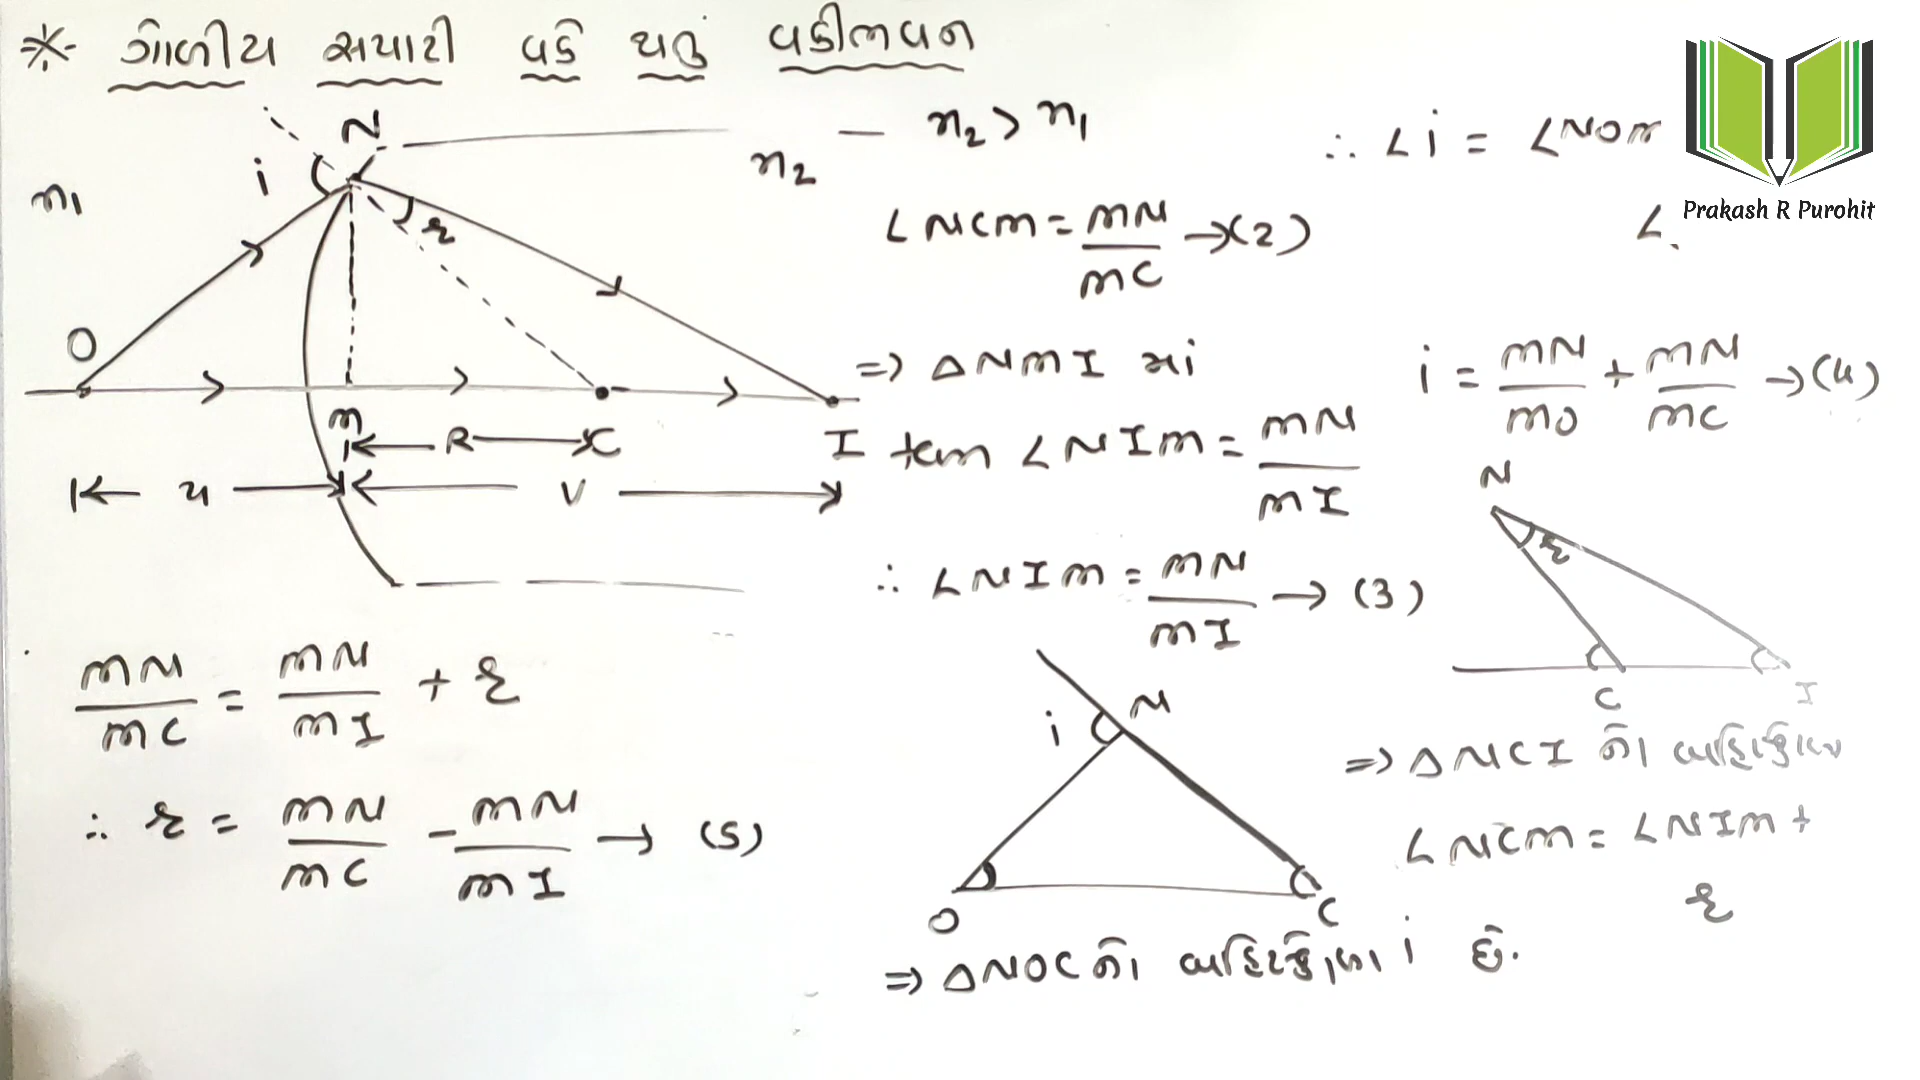 * ગોળીય સપાટી વડે થતું વક્રીભવન
N
i
n₁
r
O
M
C
I
R
u
v
n₂ — n₂ > n₁
∠NCM = MN/MC → (2)
⇒ ΔNMI માં
tan ∠NIM = MN/MI
∴ ∠NIM = MN/MI → (3)
∴ ∠i = ∠NOM
∠
i = MN/MO + MN/MC → (4)
N
r
C
I
⇒ ΔNCI નો બહિર્કોણ
∠NCM = ∠NIM +
r
i
N
O
C
⇒ ΔNOC નો બહિર્કોણ i છે.
MN/MC = MN/MI + r
∴ r = MN/MC - MN/MI → (5)
Prakash R Purohit